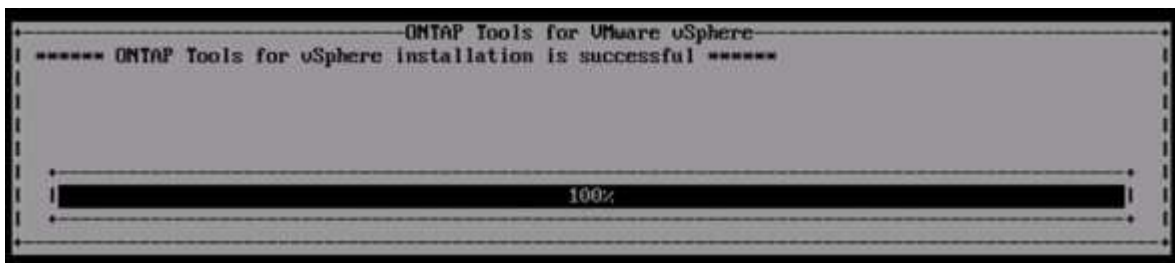 ONTAP Tools for VMware vSphere
====== ONTAP Tools for vSphere installation is successful ======
100%